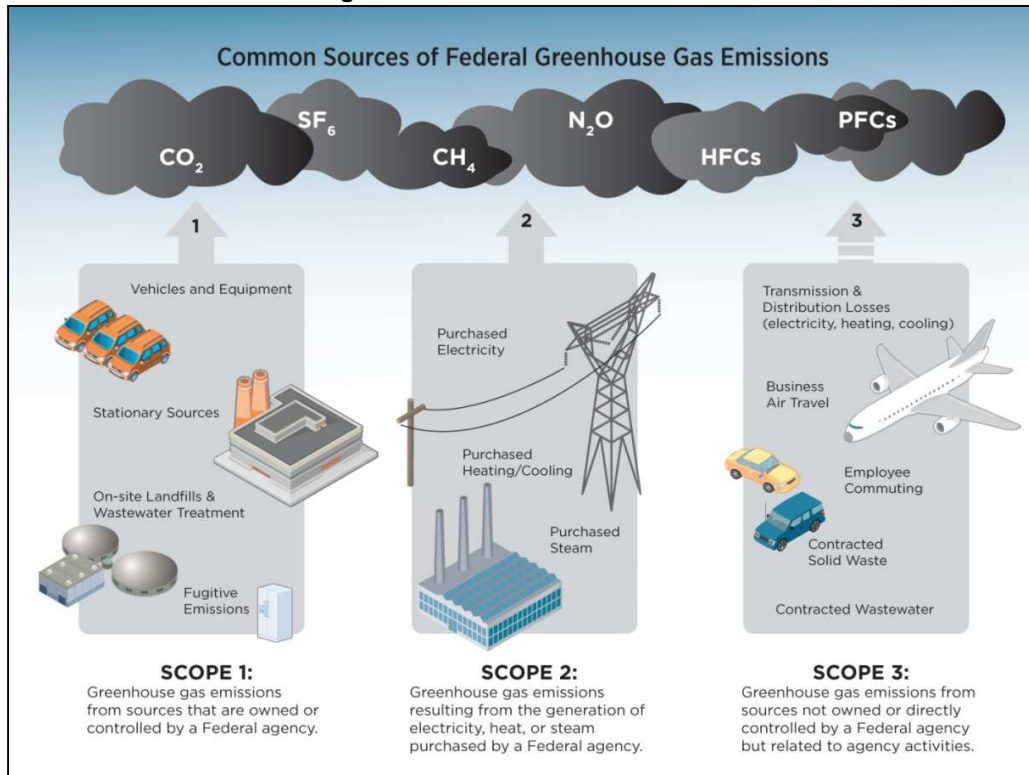 Common Sources of Federal Greenhouse Gas Emissions
SF6
N2O
PFCs
CO2
CH4
HFCs
1
2
3
Vehicles and Equipment
Stationary Sources
On-site Landfills &
Wastewater Treatment
Fugitive
Emissions
Purchased
Electricity
Purchased
Heating/Cooling
Purchased
Steam
Transmission &
Distribution Losses
(electricity, heating, cooling)
Business
Air Travel
Employee
Commuting
Contracted
Solid Waste
Contracted Wastewater
SCOPE 1:
Greenhouse gas emissions
from sources that are owned or
controlled by a Federal agency.
SCOPE 2:
Greenhouse gas emissions
resulting from the generation of
electricity, heat, or steam
purchased by a Federal agency.
SCOPE 3:
Greenhouse gas emissions from
sources not owned or directly
controlled by a Federal agency
but related to agency activities.